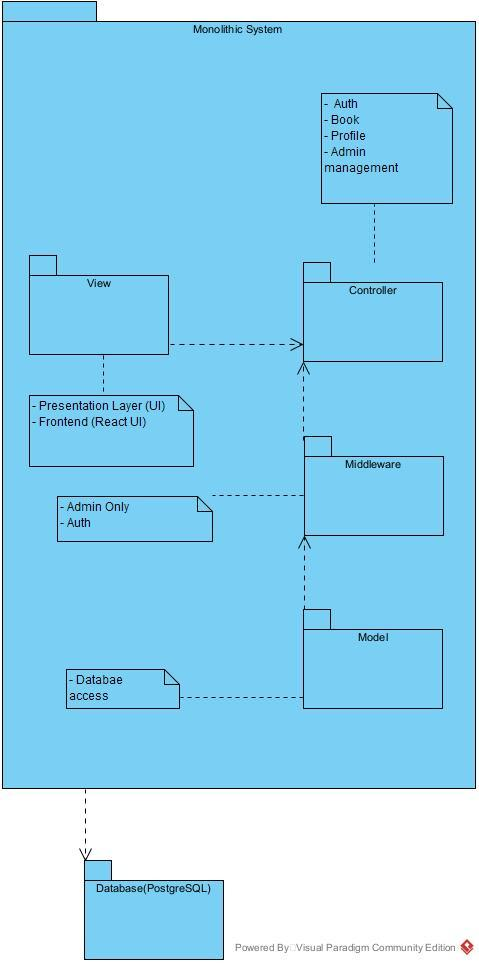 Monolithic System
- Auth
- Book
- Profile
- Admin
management
View
Controller
- Presentation Layer (UI)
- Frontend (React UI)
Middleware
- Admin Only
- Auth
Model
- Databae
access
Database(PostgreSQL)
Powered By Visual Paradigm Community Edition